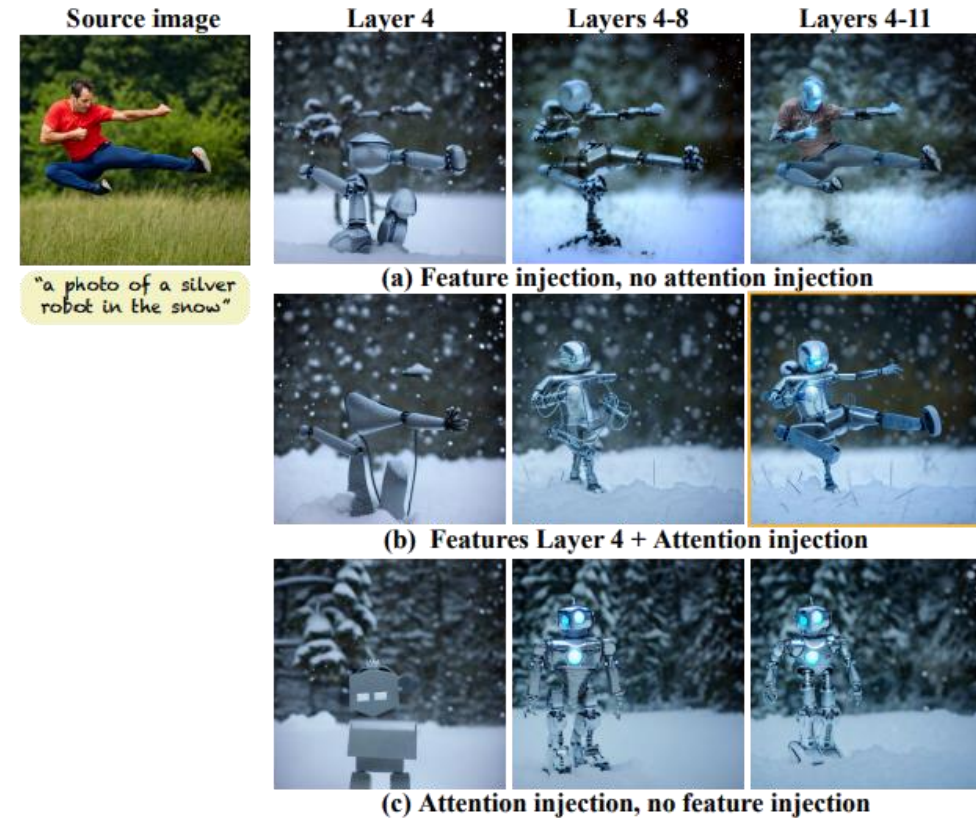 Source image
Layer 4
Layers 4-8
Layers 4-11
"a photo of a silver
robot in the snow"
(a) Feature injection, no attention injection
(b) Features Layer 4 + Attention injection
(c) Attention injection, no feature injection